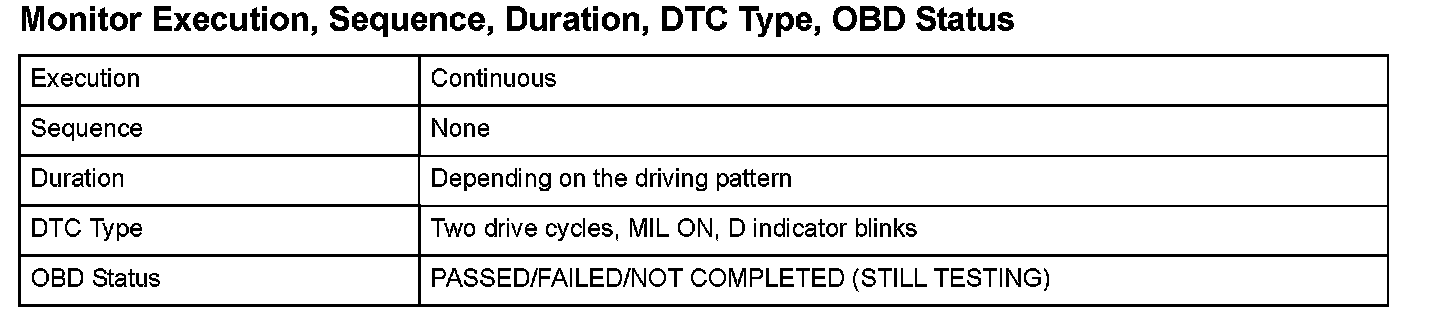 Monitor Execution, Sequence, Duration, DTC Type, OBD Status
Execution Continuous
Sequence None
Duration Depending on the driving pattern
DTC Type Two drive cycles, MIL ON, D indicator blinks
OBD Status PASSED/FAILED/NOT COMPLETED (STILL TESTING)